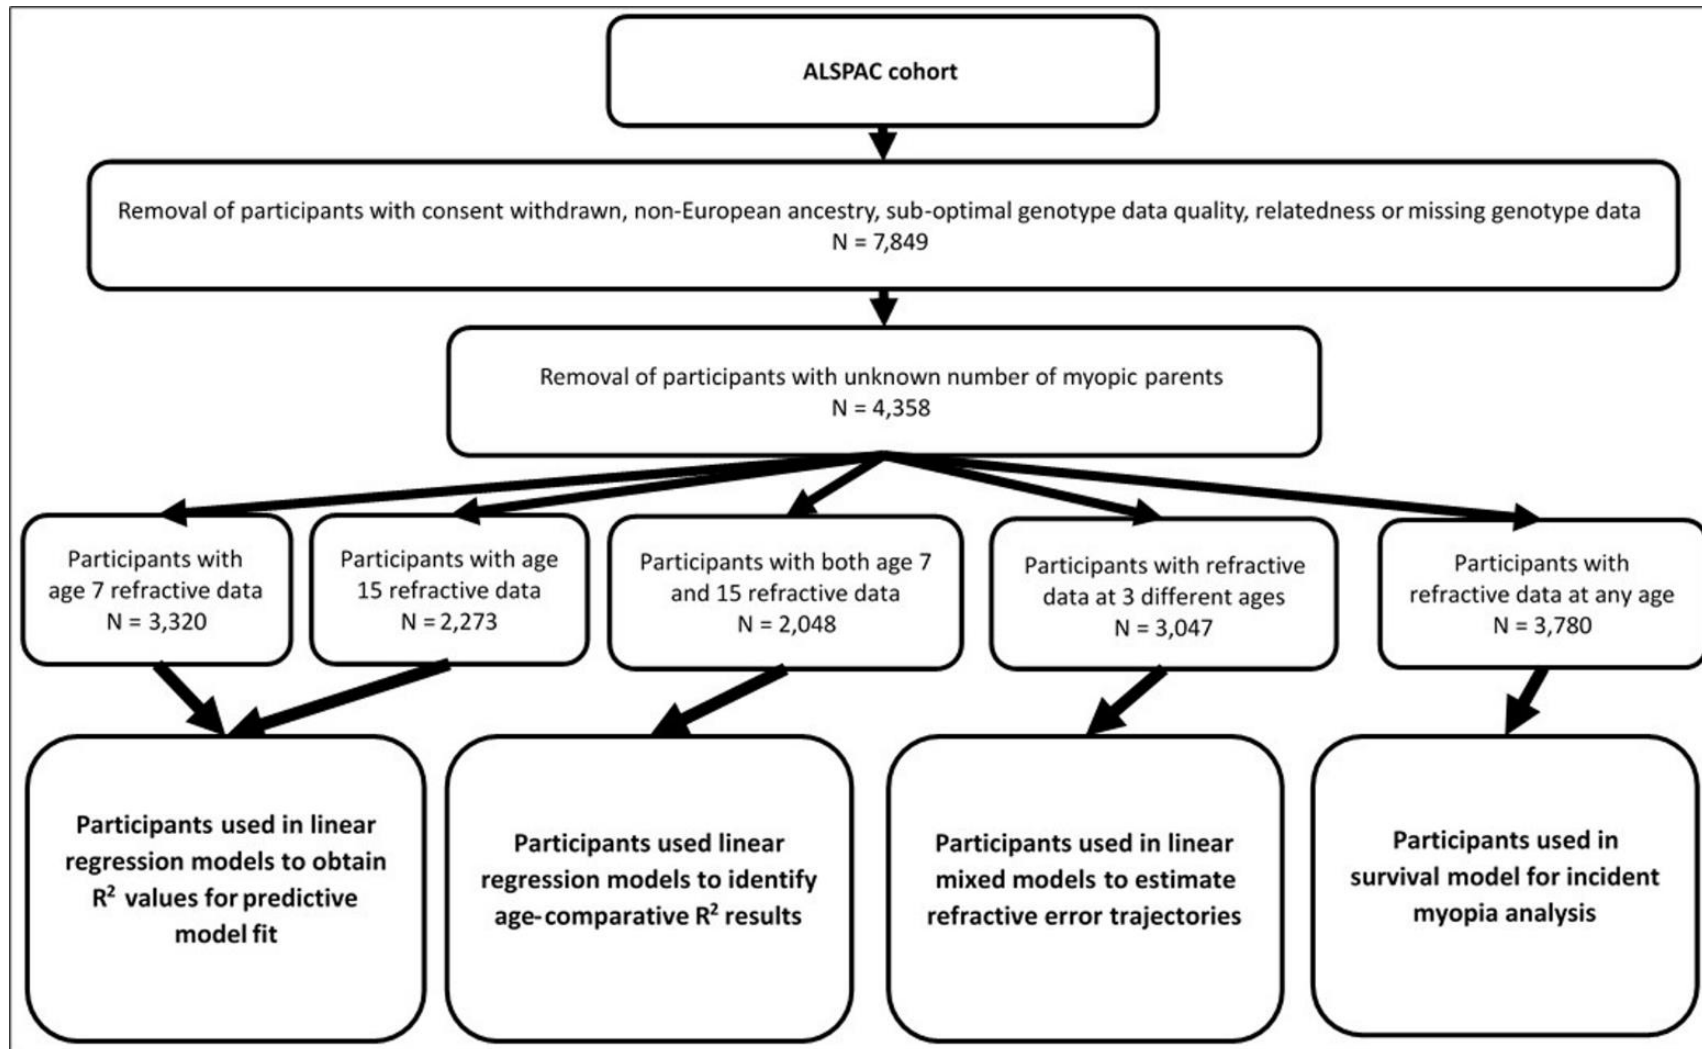 ALSPAC cohort
Removal of participants with consent withdrawn, non-European ancestry, sub-optimal genotype data quality, relatedness or missing genotype data
N = 7,849
Removal of participants with unknown number of myopic parents
N = 4,358
Participants with
age 7 refractive data
N = 3,320
Participants with age
15 refractive data
N = 2,273
Participants with both age 7
and 15 refractive data
N = 2,048
Participants with refractive
data at 3 different ages
N = 3,047
Participants with
refractive data at any age
N = 3,780
Participants used in linear
regression models to obtain
R² values for predictive
model fit
Participants used linear
regression models to identify
age-comparative R² results
Participants used in linear
mixed models to estimate
refractive error trajectories
Participants used in
survival model for incident
myopia analysis